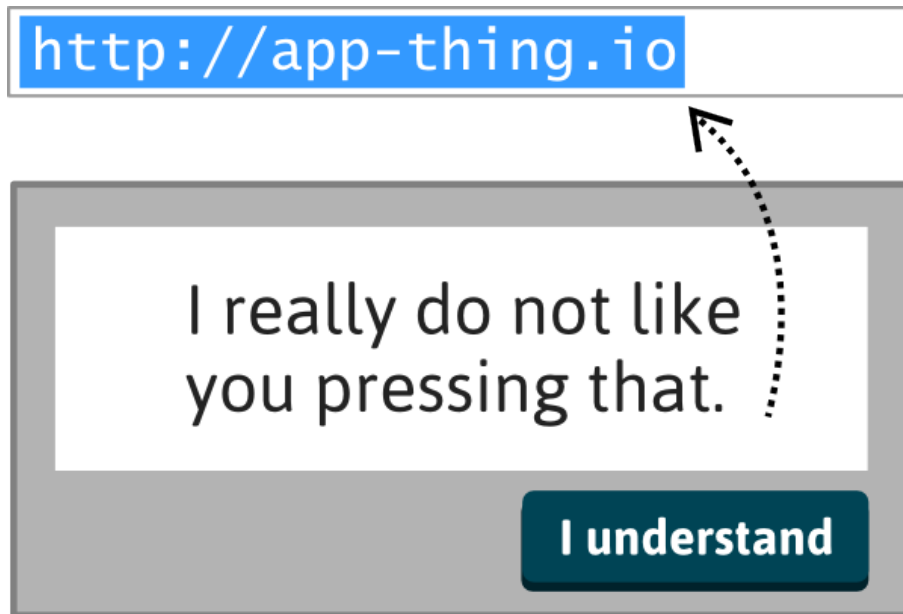 http://app-thing.io
I really do not like
you pressing that.
I understand